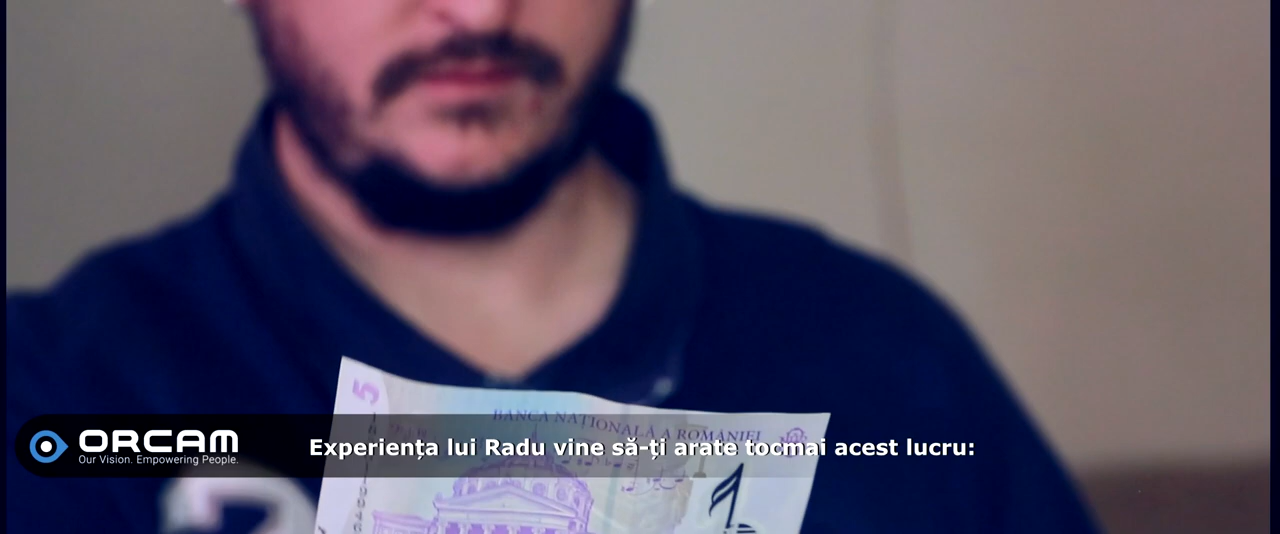 5
BANCA NAȚIONALĂ A ROMÂNIEI
ORCAM
Our Vision. Empowering People.
Experiența lui Radu vine să-ți arate tocmai acest lucru: